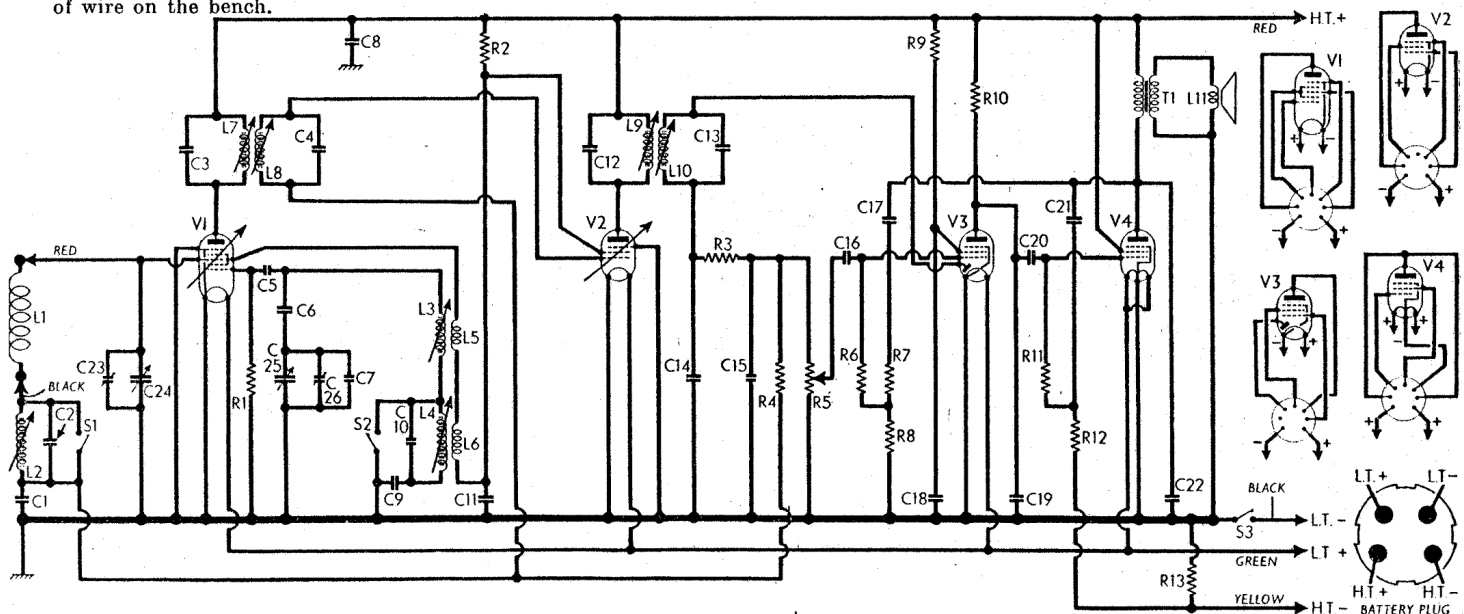 of wire on the bench.
H.T.+
RED
C8
R2
R9
V2
V1
L7
C4
C3
L8
L9
C13
C12
L10
R10
T1
L11
V1
V2
C17
C21
V3
V4
RED
R3
C16
C20
C5
C6
L3
L5
L1
V3
V4
C23
C24
BLACK
C2
S1
R1
C 25
C 26
C7
C14
C15
R4
R5
R6
R7
R11
S2
C 10
L4
L6
R8
R12
L2
C1
C9
C11
C18
C19
C22
BLACK
L.T. +
L.T. -
S3
L.T. -
L.T +
GREEN
R13
YELLOW
H.T. -
H.T +
H.T. -
BATTERY PLUG
+
-
+
-
-
+
-
+
+
-
+
-
+
+
-
+